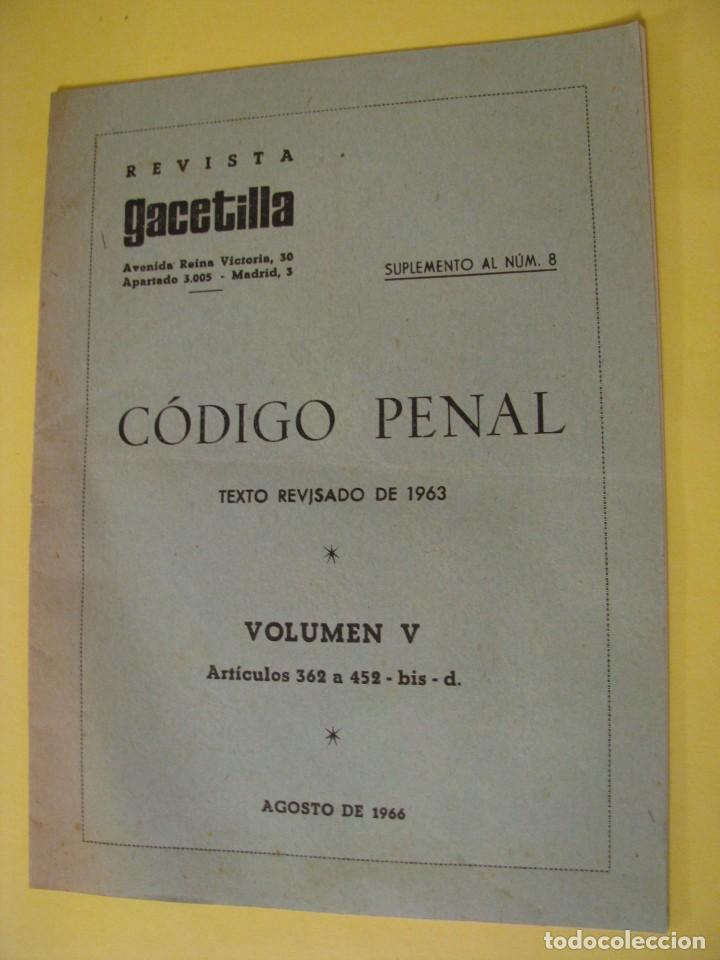 REVISTA
gacetilla
Avenida Reina Victoria, 30
Apartado 3.005 - Madrid, 3
SUPLEMENTO AL NÚM. 8
CÓDIGO PENAL
TEXTO REVISADO DE 1963
VOLUMEN V
Artículos 362 a 452 - bis - d.
AGOSTO DE 1966
todocoleccion